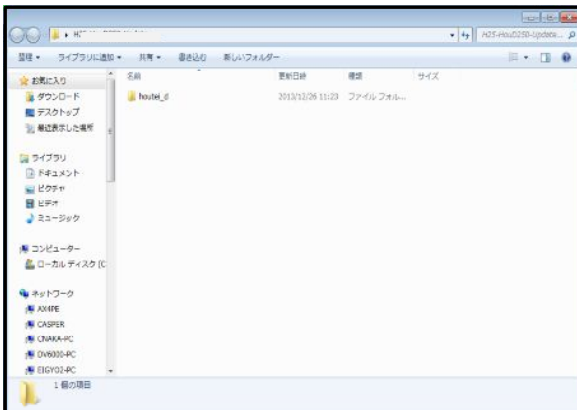 H25-HouD250-Update...
整理 ライブラリに追加 共有 書き込む 新しいフォルダー
お気に入り
ダウンロード
デスクトップ
最近表示した場所
ライブラリ
ドキュメント
ピクチャ
ビデオ
ミュージック
コンピューター
ローカル ディスク (C
ネットワーク
AX4PE
CASPER
CNAKA-PC
DV6000-PC
EIGYO2-PC
名前 更新日時 種類 サイズ
houtei_d 2013/12/26 11:23 ファイル フォル...
1 個の項目